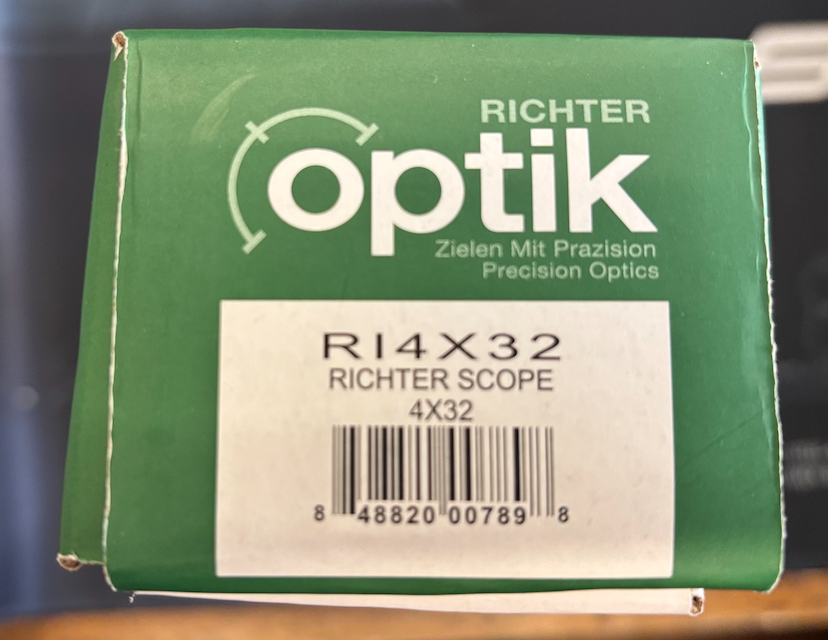 RICHTER
optik
Zielen Mit Prazision
Precision Optics
RI4X32
RICHTER SCOPE
4X32
8 48820 00789 8